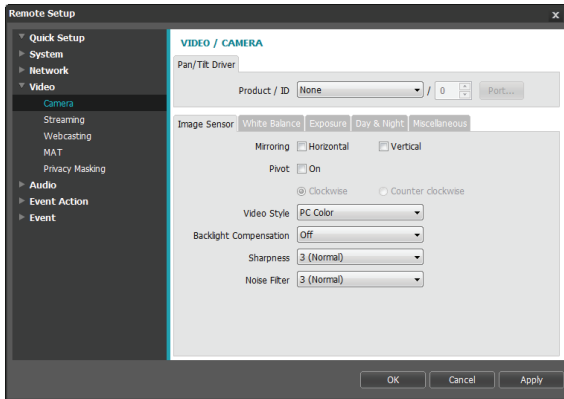 Remote Setup
x
Quick Setup
System
Network
Video
Camera
Streaming
Webcasting
MAT
Privacy Masking
Audio
Event Action
Event
VIDEO / CAMERA
Pan/Tilt Driver
Product / ID None / 0 Port...
Image Sensor White Balance Exposure Day & Night Miscellaneous
Mirroring Horizontal Vertical
Pivot On
Clockwise Counter clockwise
Video Style PC Color
Backlight Compensation Off
Sharpness 3 (Normal)
Noise Filter 3 (Normal)
OK Cancel Apply